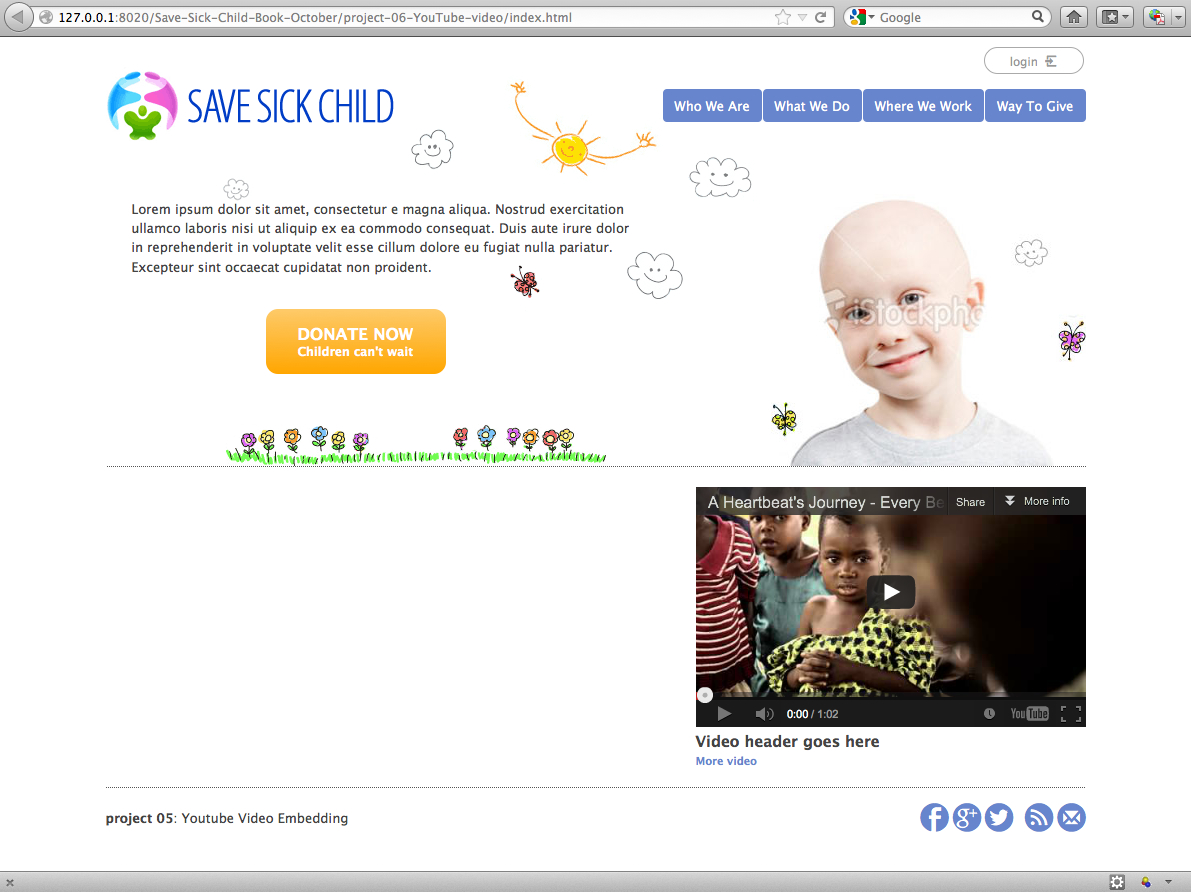 127.0.0.1:8020/Save-Sick-Child-Book-October/project-06-YouTube-video/index.html
Google
login
SAVE SICK CHILD
Who We Are
What We Do
Where We Work
Way To Give
Lorem ipsum dolor sit amet, consectetur e magna aliqua. Nostrud exercitation
ullamco laboris nisi ut aliquip ex ea commodo consequat. Duis aute irure dolor
in reprehenderit in voluptate velit esse cillum dolore eu fugiat nulla pariatur.
Excepteur sint occaecat cupidatat non proident.
iStockpho
DONATE NOW
Children can't wait
A Heartbeat's Journey - Every Be
Share
More info
0:00 / 1:02
YouTube
Video header goes here
More video
project 05: Youtube Video Embedding